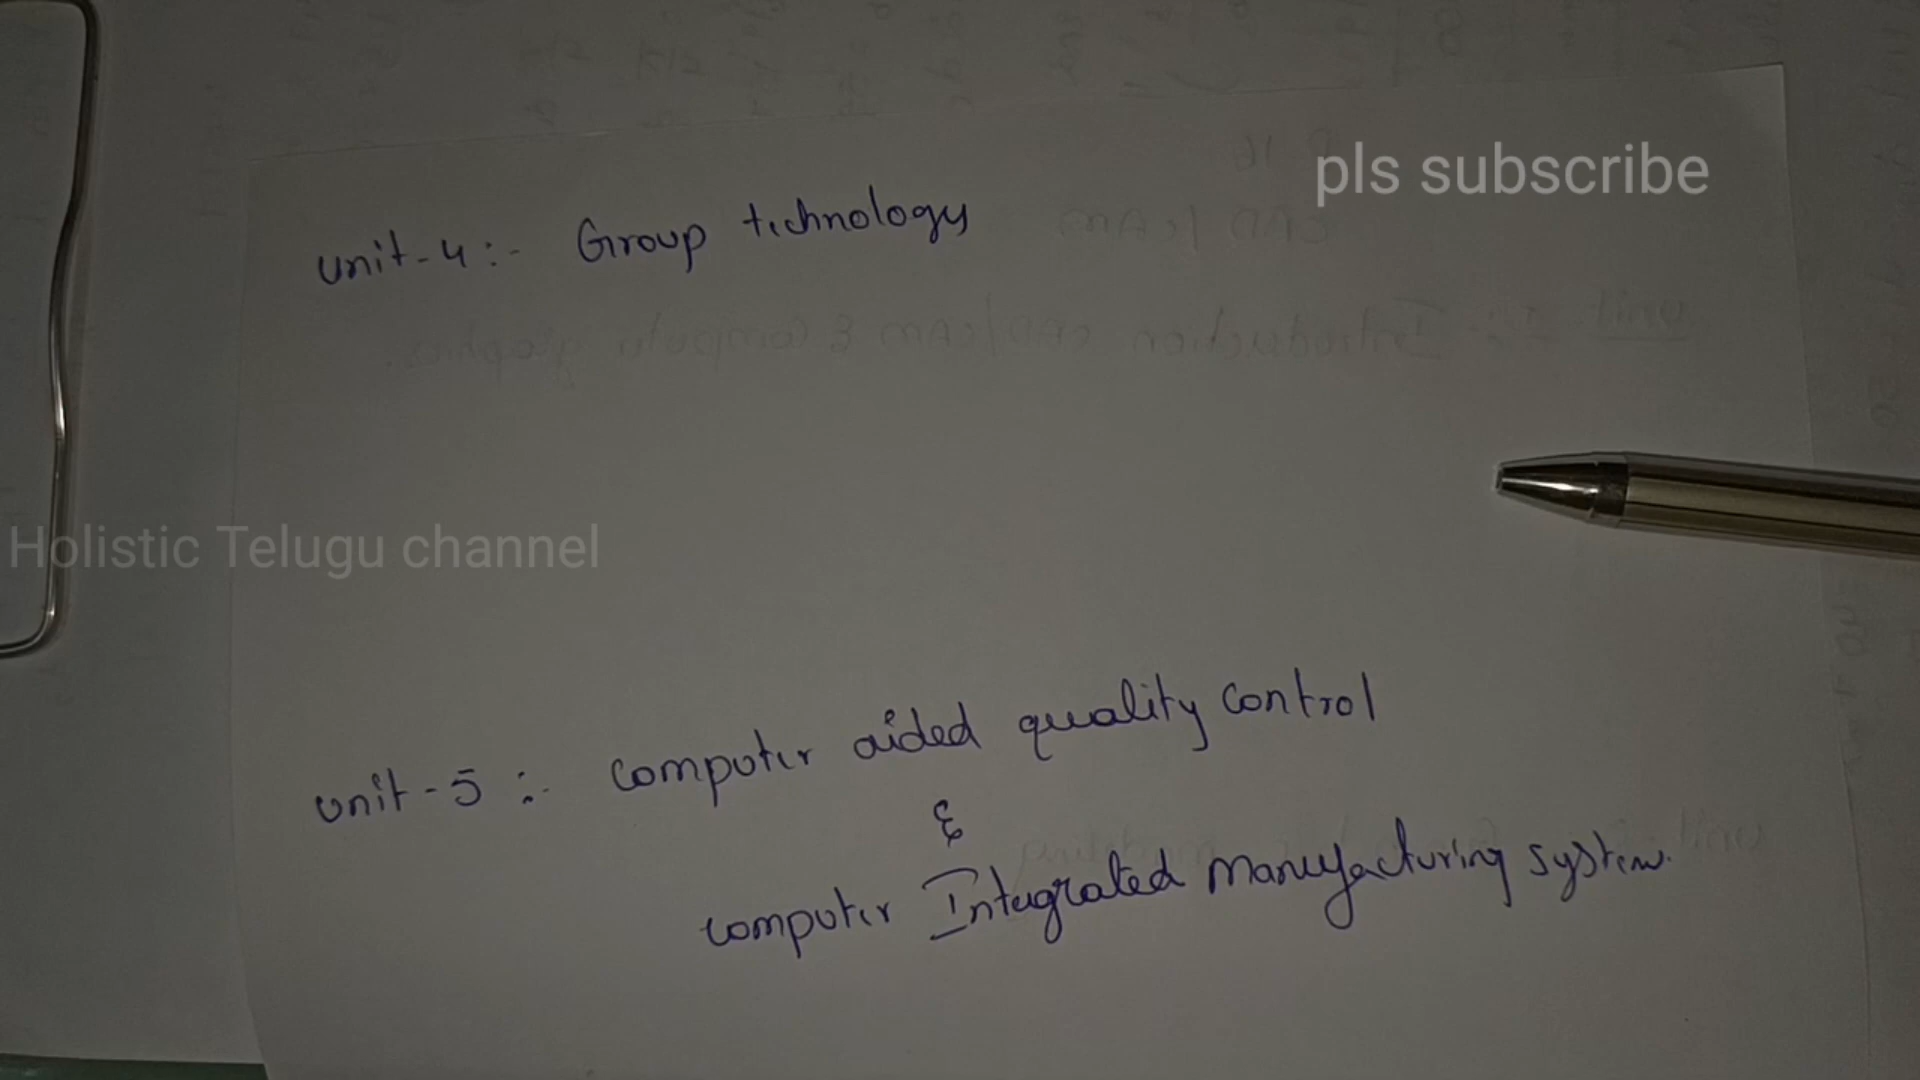 pls subscribe
unit-4:- Group technology
Holistic Telugu channel
unit-5:- computer aided quality control
&
computer Integrated manufacturing system.